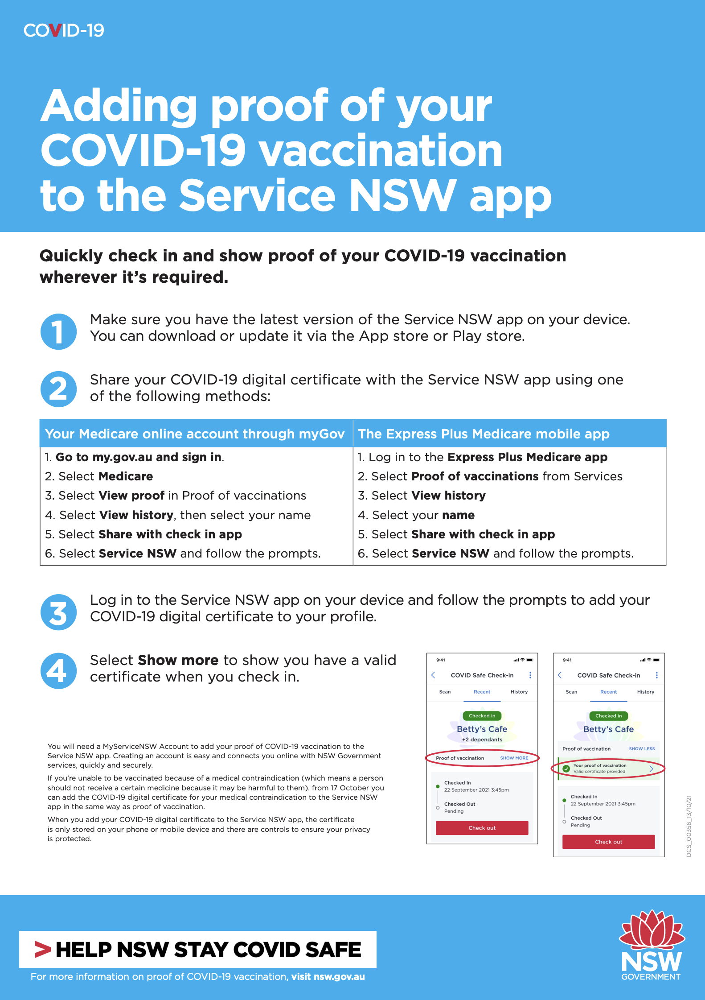 COVID-19
Adding proof of your
COVID-19 vaccination
to the Service NSW app
Quickly check in and show proof of your COVID-19 vaccination
wherever it's required.
1
Make sure you have the latest version of the Service NSW app on your device.
You can download or update it via the App store or Play store.
2
Share your COVID-19 digital certificate with the Service NSW app using one
of the following methods:
Your Medicare online account through myGov
1. Go to my.gov.au and sign in.
2. Select Medicare
3. Select View proof in Proof of vaccinations
4. Select View history, then select your name
5. Select Share with check in app
6. Select Service NSW and follow the prompts.
The Express Plus Medicare mobile app
1. Log in to the Express Plus Medicare app
2. Select Proof of vaccinations from Services
3. Select View history
4. Select your name
5. Select Share with check in app
6. Select Service NSW and follow the prompts.
3
Log in to the Service NSW app on your device and follow the prompts to add your
COVID-19 digital certificate to your profile.
4
Select Show more to show you have a valid
certificate when you check in.
You will need a MyServiceNSW Account to add your proof of COVID-19 vaccination to the
Service NSW app. Creating an account is easy and connects you online with NSW Government
services, quickly and securely.
If you're unable to be vaccinated because of a medical contraindication (which means a person
should not receive a certain medicine because it may be harmful to them), from 17 October you
can add the COVID-19 digital certificate for your medical contraindication to the Service NSW
app in the same way as proof of vaccination.
When you add your COVID-19 digital certificate to the Service NSW app, the certificate
is only stored on your phone or mobile device and there are controls to ensure your privacy
is protected.
9:41
COVID Safe Check-in
Scan Recent History
Checked in
Betty's Cafe
+2 dependants
Proof of vaccination SHOW MORE
Checked In
22 September 2021 3:45pm
Checked Out
Pending
Check out
9:41
COVID Safe Check-in
Scan Recent History
Checked in
Betty's Cafe
Proof of vaccination SHOW LESS
Your proof of vaccination
Valid certificate provided
Checked In
22 September 2021 3:45pm
Checked Out
Pending
Check out
DCS_00356_13/10/21
> HELP NSW STAY COVID SAFE
For more information on proof of COVID-19 vaccination, visit nsw.gov.au
NSW
GOVERNMENT